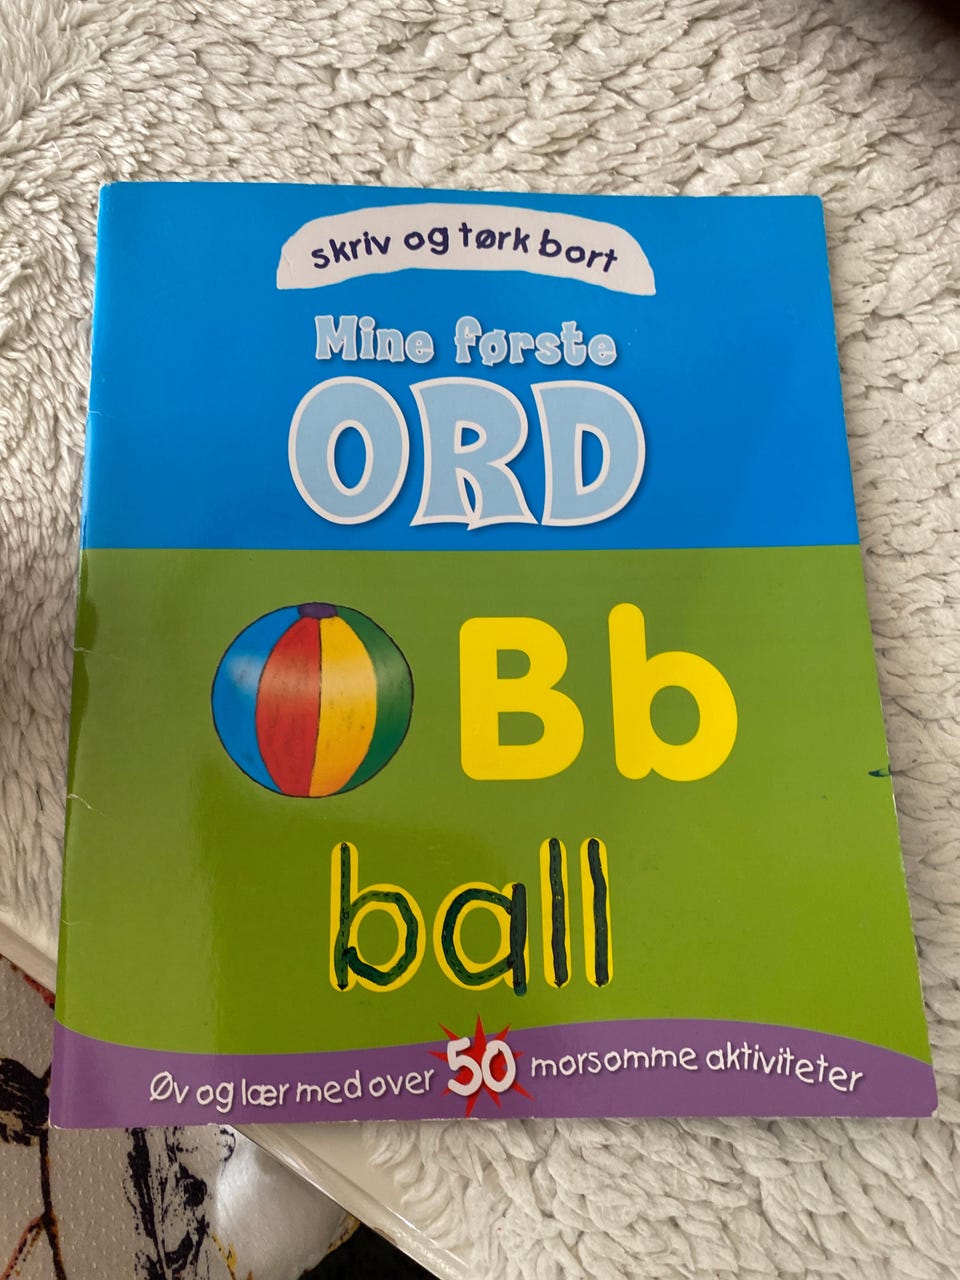 skriv og tørk bort
Mine første
ORD
Bb
ball
Øv og lær med over 50 morsomme aktiviteter